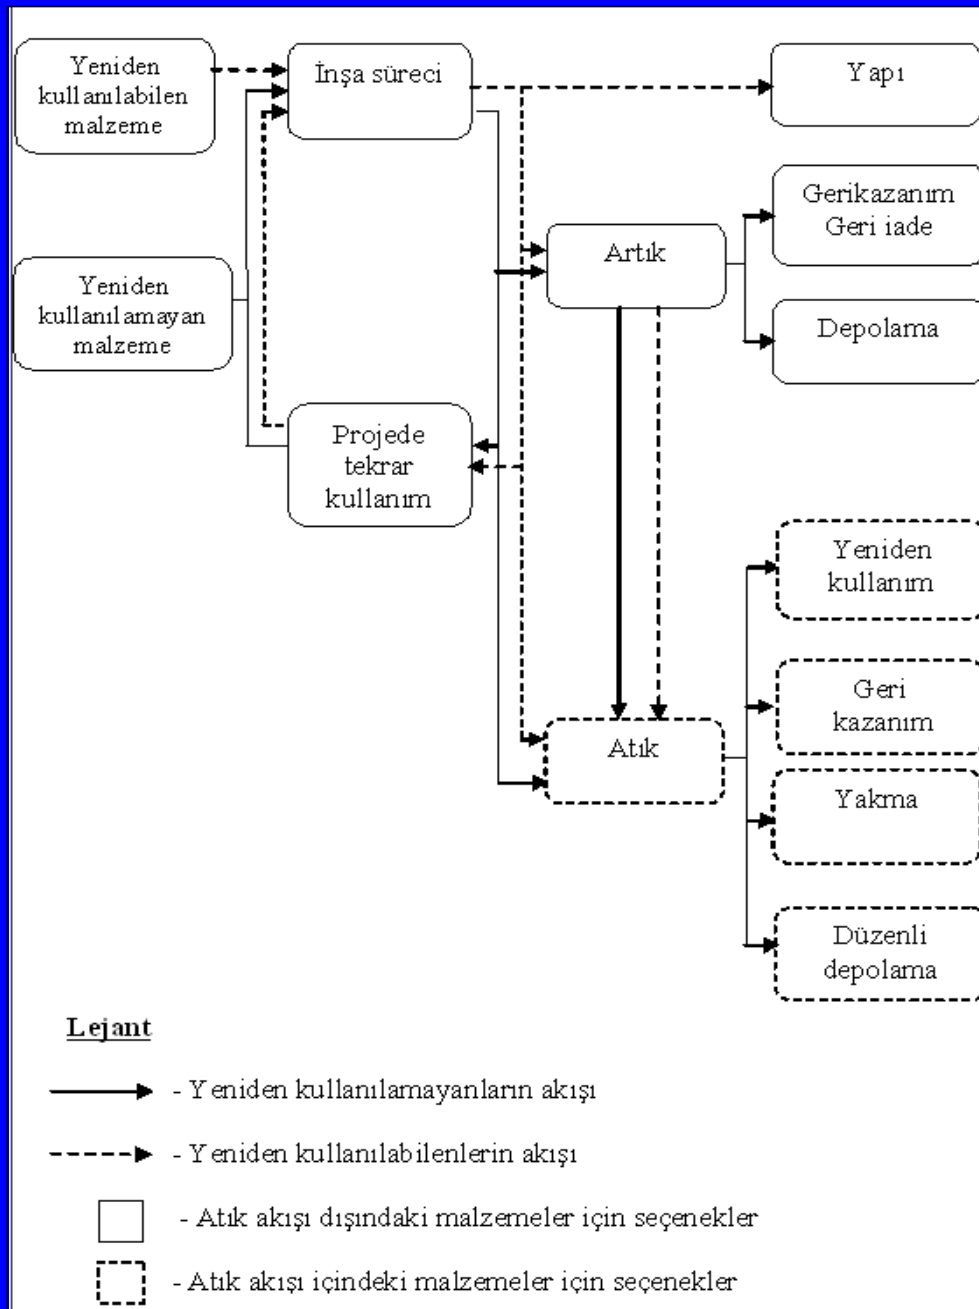 Yeniden
kullanılabilen
malzeme
İnşa süreci
Yapı
Gerikazanım
Geri iade
Artık
Depolama
Yeniden
kullanılamayan
malzeme
Projede
tekrar
kullanım
Yeniden
kullanım
Geri
kazanım
Atık
Yakma
Düzenli
depolama
Lejant
- Yeniden kullanılamayanların akışı
- Yeniden kullanılabilenlerin akışı
- Atık akışı dışındaki malzemeler için seçenekler
- Atık akışı içindeki malzemeler için seçenekler